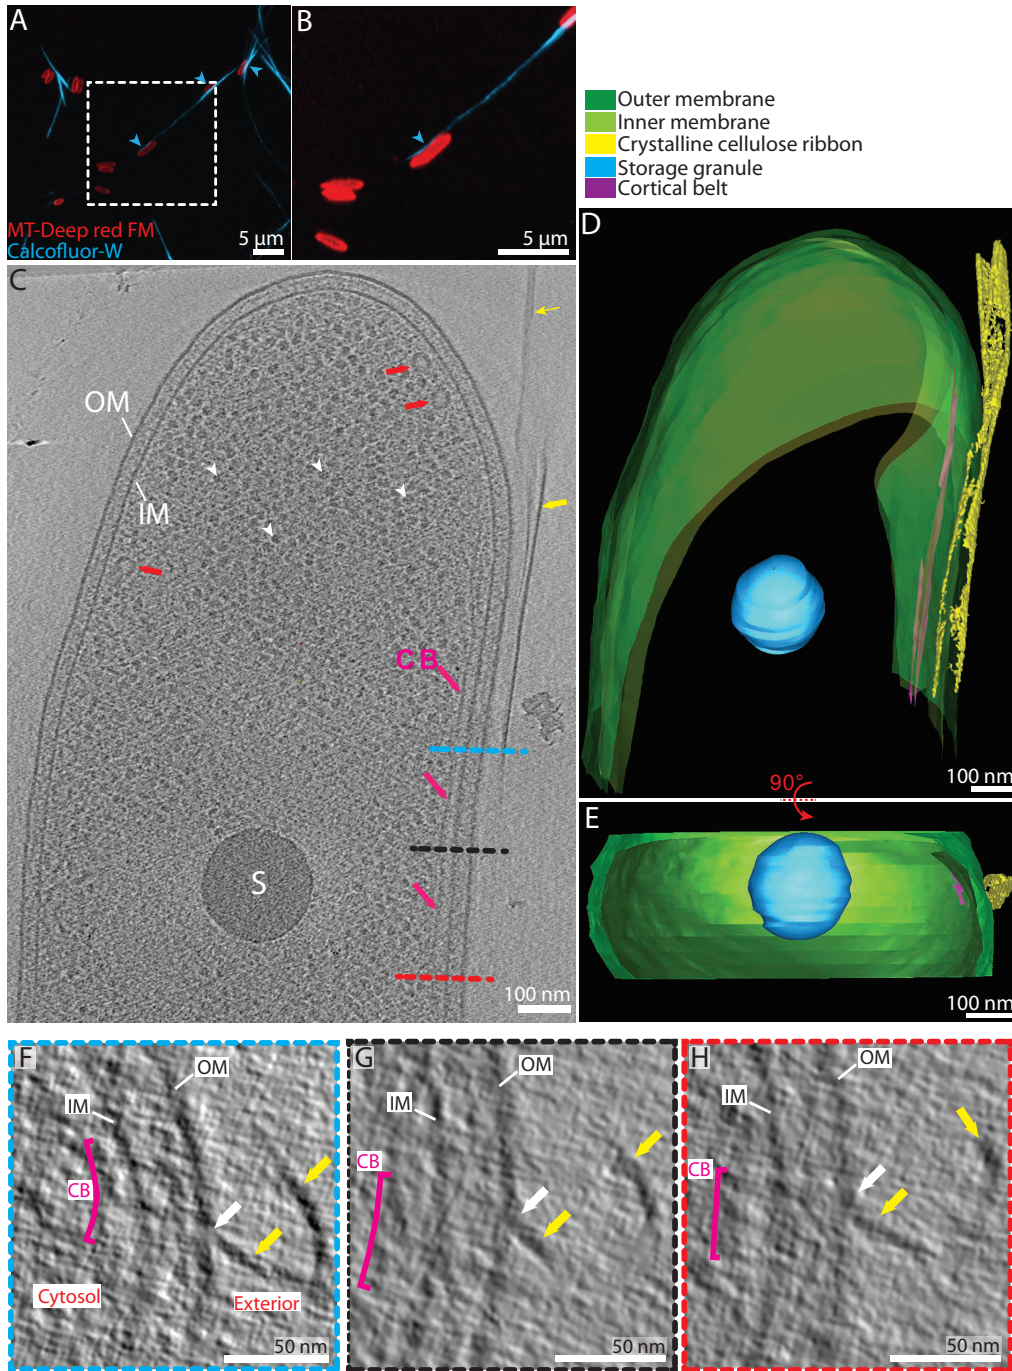 A
MT-Deep red FM
Calcofluor-W
5 µm
B
5 µm
Outer membrane
Inner membrane
Crystalline cellulose ribbon
Storage granule
Cortical belt
C
OM
IM
CB
S
100 nm
D
100 nm
90°
E
100 nm
F
OM
IM
CB
Cytosol
Exterior
50 nm
G
OM
IM
CB
50 nm
H
OM
IM
CB
50 nm